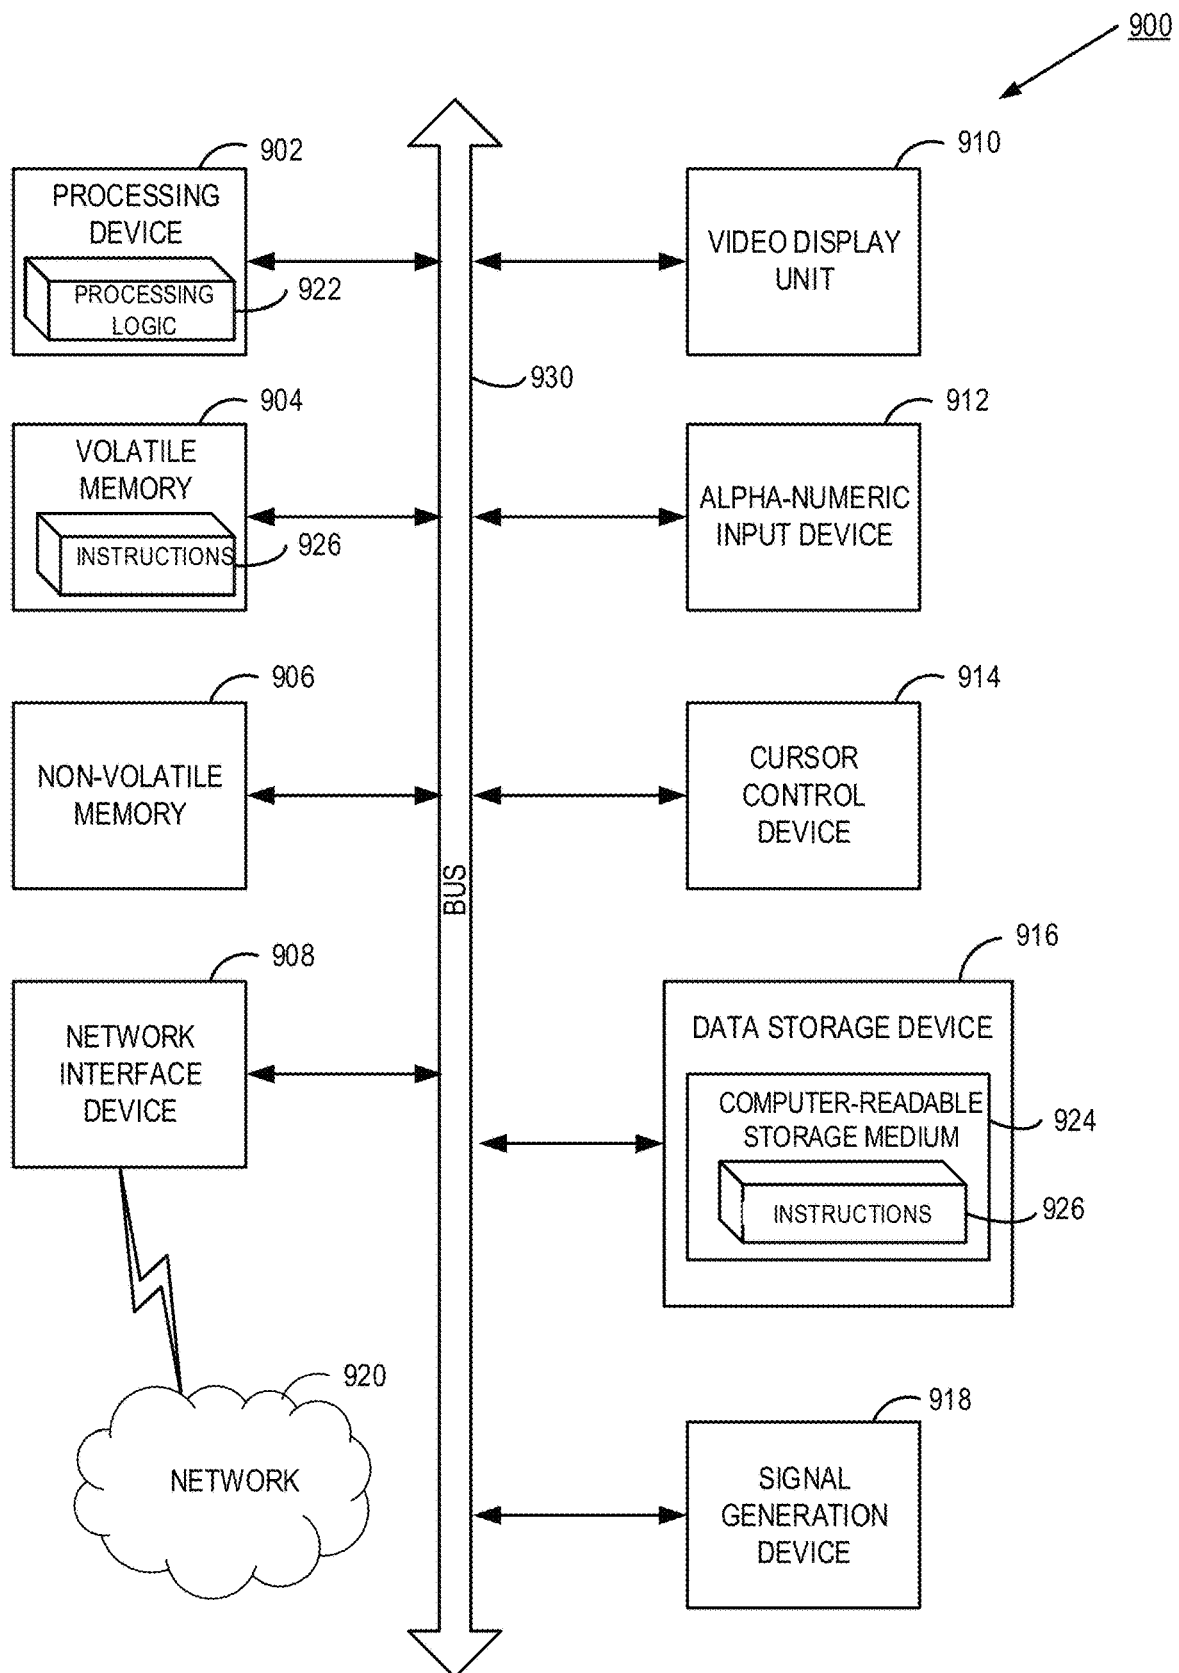 900
902
PROCESSING
DEVICE
PROCESSING
LOGIC
922
904
VOLATILE
MEMORY
INSTRUCTIONS
926
906
NON-VOLATILE
MEMORY
908
NETWORK
INTERFACE
DEVICE
920
NETWORK
930
BUS
910
VIDEO DISPLAY
UNIT
912
ALPHA-NUMERIC
INPUT DEVICE
914
CURSOR
CONTROL
DEVICE
916
DATA STORAGE DEVICE
COMPUTER-READABLE
STORAGE MEDIUM
924
INSTRUCTIONS
926
918
SIGNAL
GENERATION
DEVICE